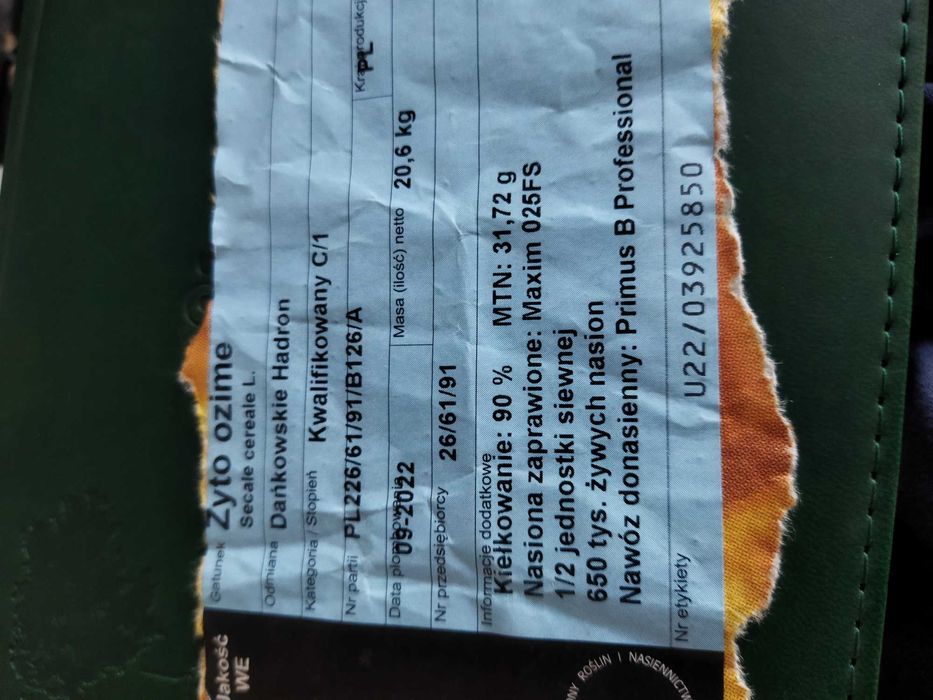 Jakość
WE
Gatunek Żyto ozime
Secale cereale L.
Odmiana Dańkowskie Hadron
Kategoria / Stopień Kwalifikowany C/1
Nr partii PL226/61/91/B126/A
PL
Data plombowania Masa (ilość) netto 20,6 kg
09-2022
Nr przedsiębiorcy 26/61/91
Informacje dodatkowe
Kiełkowanie: 90 % MTN: 31,72 g
Nasiona zaprawione: Maxim 025FS
1/2 jednostki siewnej
650 tys. żywych nasion
Nawóz donasienny: Primus B Professional
Nr etykiety U22/03925850
ROŚLIN I NASIENNICTWA